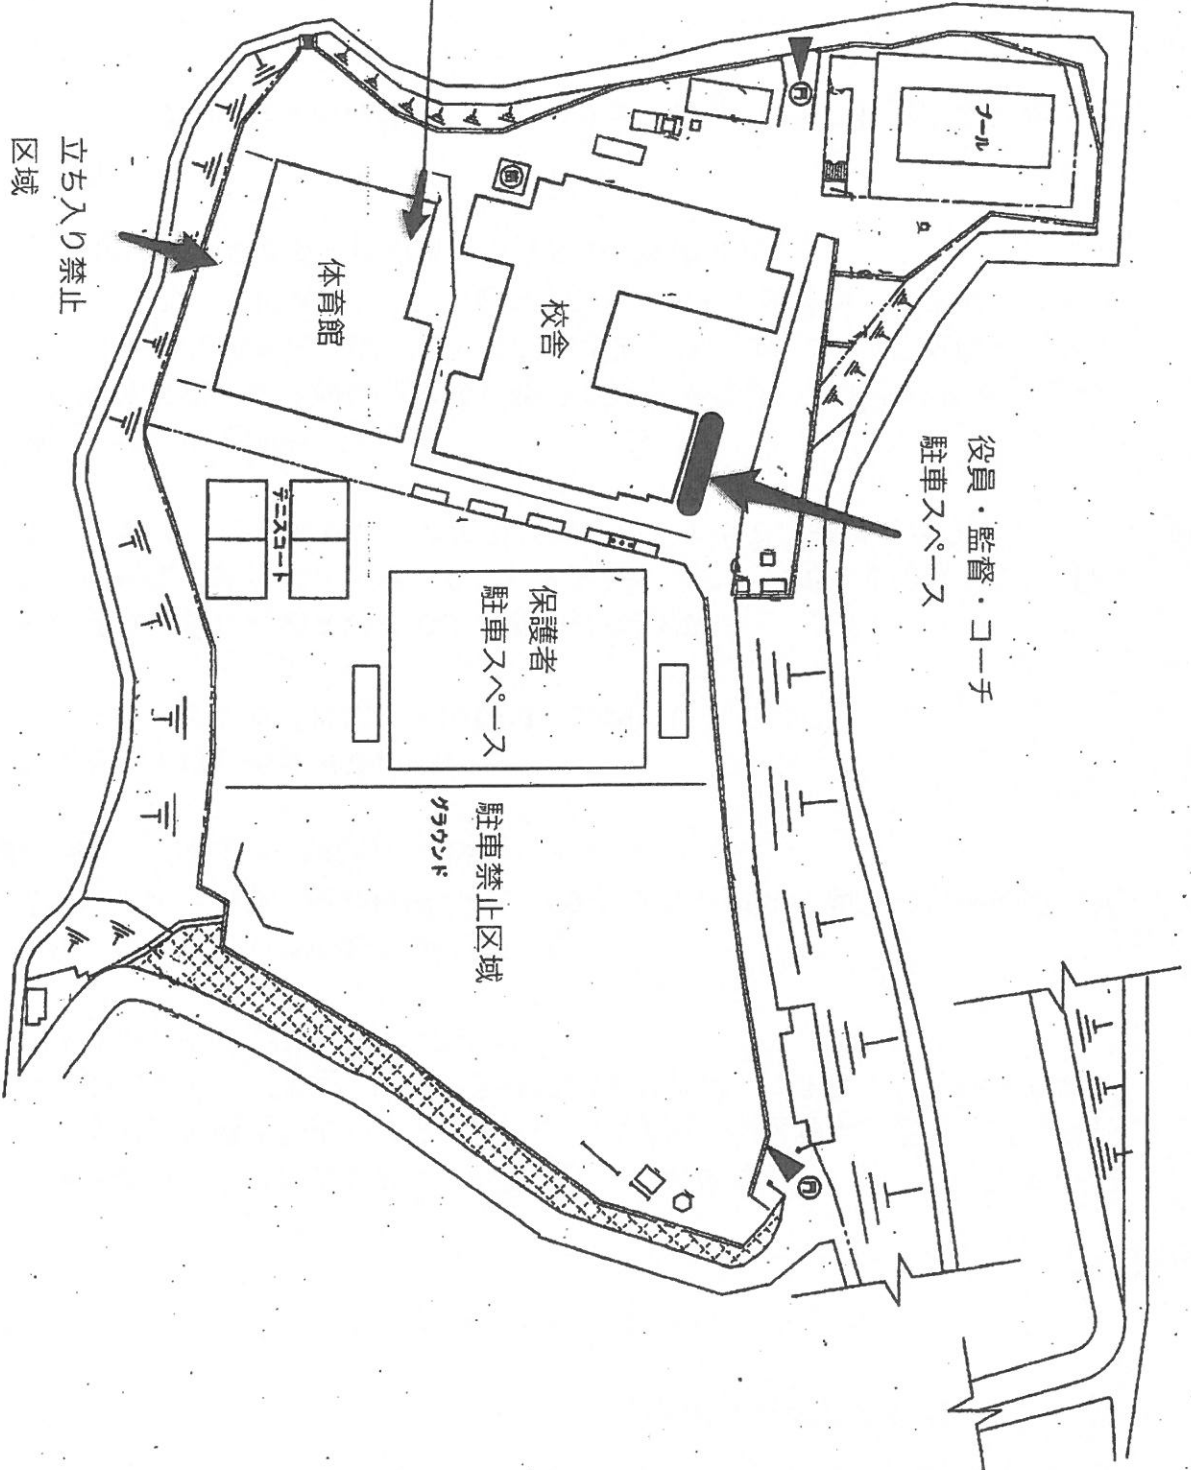 プール
役員・監督・コーチ
駐車スペース
門
門
校舎
保護者
駐車スペース
駐車禁止区域
グラウンド
体育館
テニスコート
立ち入り禁止
区域